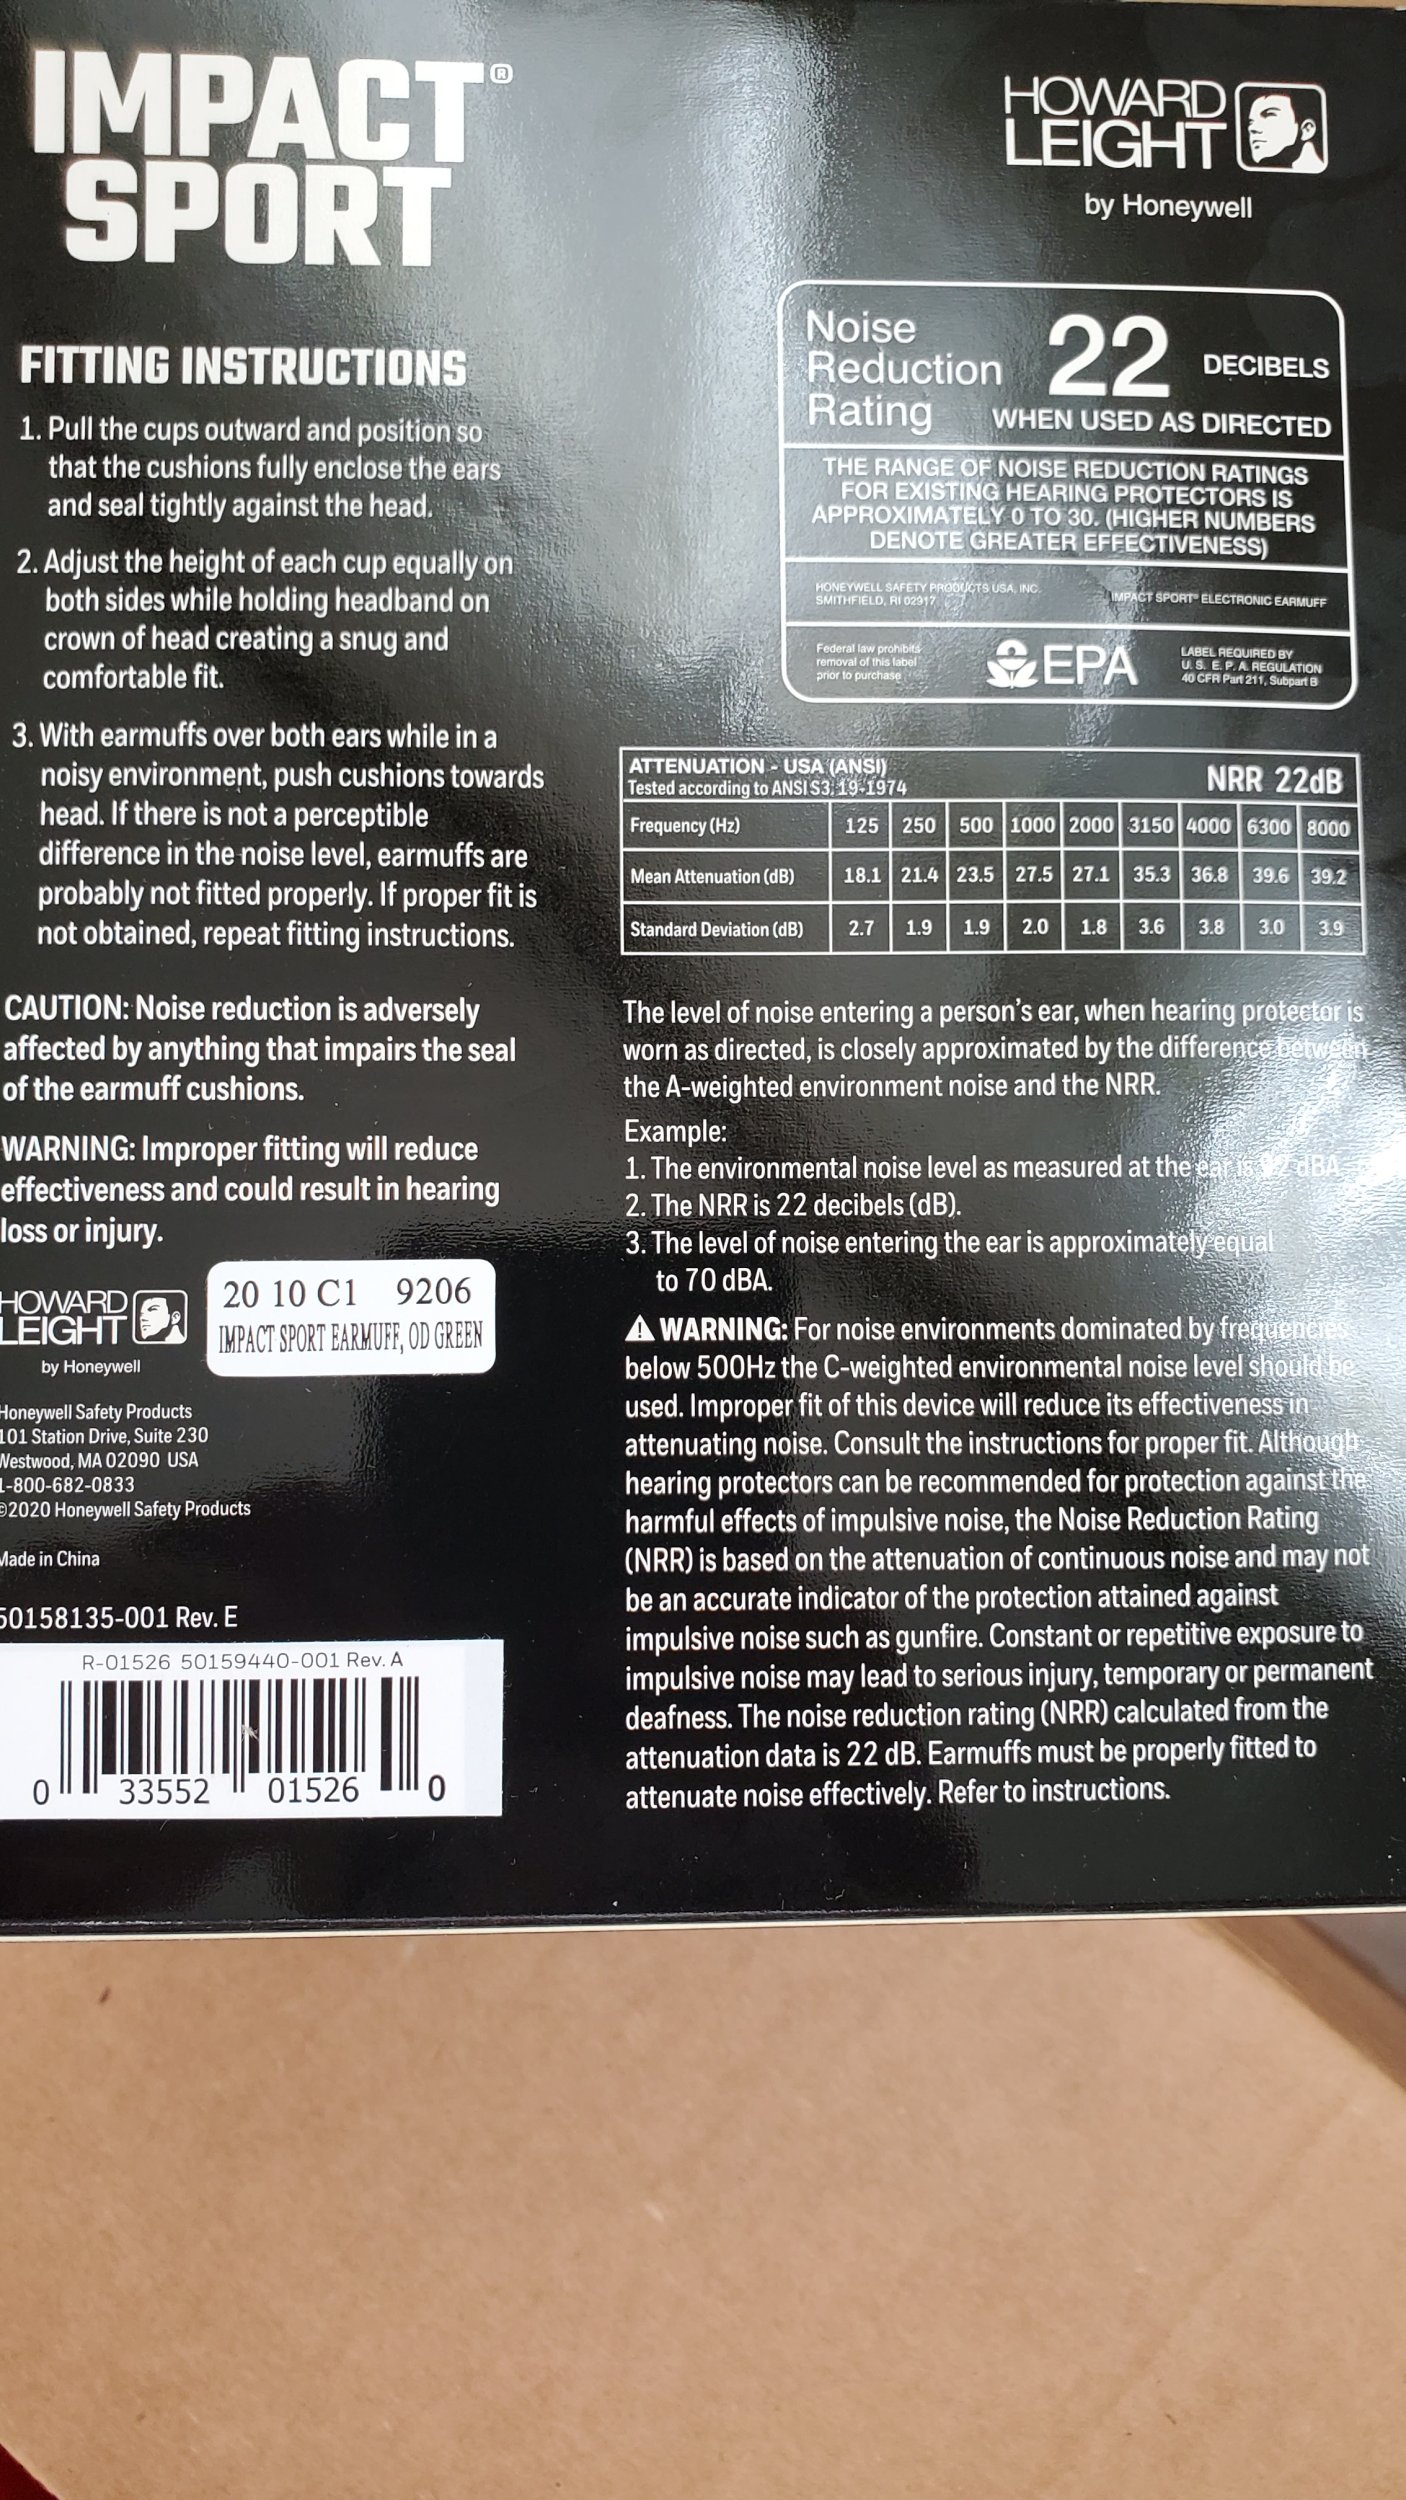 IMPACT®
SPORT
HOWARD
LEIGHT
by Honeywell
FITTING INSTRUCTIONS
1. Pull the cups outward and position so
that the cushions fully enclose the ears
and seal tightly against the head.
2. Adjust the height of each cup equally on
both sides while holding headband on
crown of head creating a snug and
comfortable fit.
3. With earmuffs over both ears while in a
noisy environment, push cushions towards
head. If there is not a perceptible
difference in the noise level, earmuffs are
probably not fitted properly. If proper fit is
not obtained, repeat fitting instructions.
CAUTION: Noise reduction is adversely
affected by anything that impairs the seal
of the earmuff cushions.
WARNING: Improper fitting will reduce
effectiveness and could result in hearing
loss or injury.
HOWARD
LEIGHT
by Honeywell
20 10 C1 9206
IMPACT SPORT EARMUFF, OD GREEN
Honeywell Safety Products
101 Station Drive, Suite 230
Westwood, MA 02090 USA
1-800-682-0833
©2020 Honeywell Safety Products
Made in China
50158135-001 Rev. E
R-01526 50159440-001 Rev. A
0 33552 01526 0
Noise
Reduction
Rating
22 DECIBELS
WHEN USED AS DIRECTED
THE RANGE OF NOISE REDUCTION RATINGS
FOR EXISTING HEARING PROTECTORS IS
APPROXIMATELY 0 TO 30. (HIGHER NUMBERS
DENOTE GREATER EFFECTIVENESS)
HONEYWELL SAFETY PRODUCTS USA, INC.
SMITHFIELD, RI 02917
IMPACT SPORT® ELECTRONIC EARMUFF
Federal law prohibits
removal of this label
prior to purchase
EPA
LABEL REQUIRED BY
U. S. E. P. A. REGULATION
40 CFR Part 211, Subpart B
ATTENUATION - USA (ANSI)
Tested according to ANSI S3.19-1974
NRR 22dB
Frequency (Hz) 125 250 500 1000 2000 3150 4000 6300 8000
Mean Attenuation (dB) 18.1 21.4 23.5 27.5 27.1 35.3 36.8 39.6 39.2
Standard Deviation (dB) 2.7 1.9 1.9 2.0 1.8 3.6 3.8 3.0 3.9
The level of noise entering a person's ear, when hearing protector is
worn as directed, is closely approximated by the difference between
the A-weighted environment noise and the NRR.
Example:
1. The environmental noise level as measured at the ear is 92 dBA
2. The NRR is 22 decibels (dB).
3. The level of noise entering the ear is approximately equal
to 70 dBA.
⚠ WARNING: For noise environments dominated by frequencies
below 500Hz the C-weighted environmental noise level should be
used. Improper fit of this device will reduce its effectiveness in
attenuating noise. Consult the instructions for proper fit. Although
hearing protectors can be recommended for protection against the
harmful effects of impulsive noise, the Noise Reduction Rating
(NRR) is based on the attenuation of continuous noise and may not
be an accurate indicator of the protection attained against
impulsive noise such as gunfire. Constant or repetitive exposure to
impulsive noise may lead to serious injury, temporary or permanent
deafness. The noise reduction rating (NRR) calculated from the
attenuation data is 22 dB. Earmuffs must be properly fitted to
attenuate noise effectively. Refer to instructions.